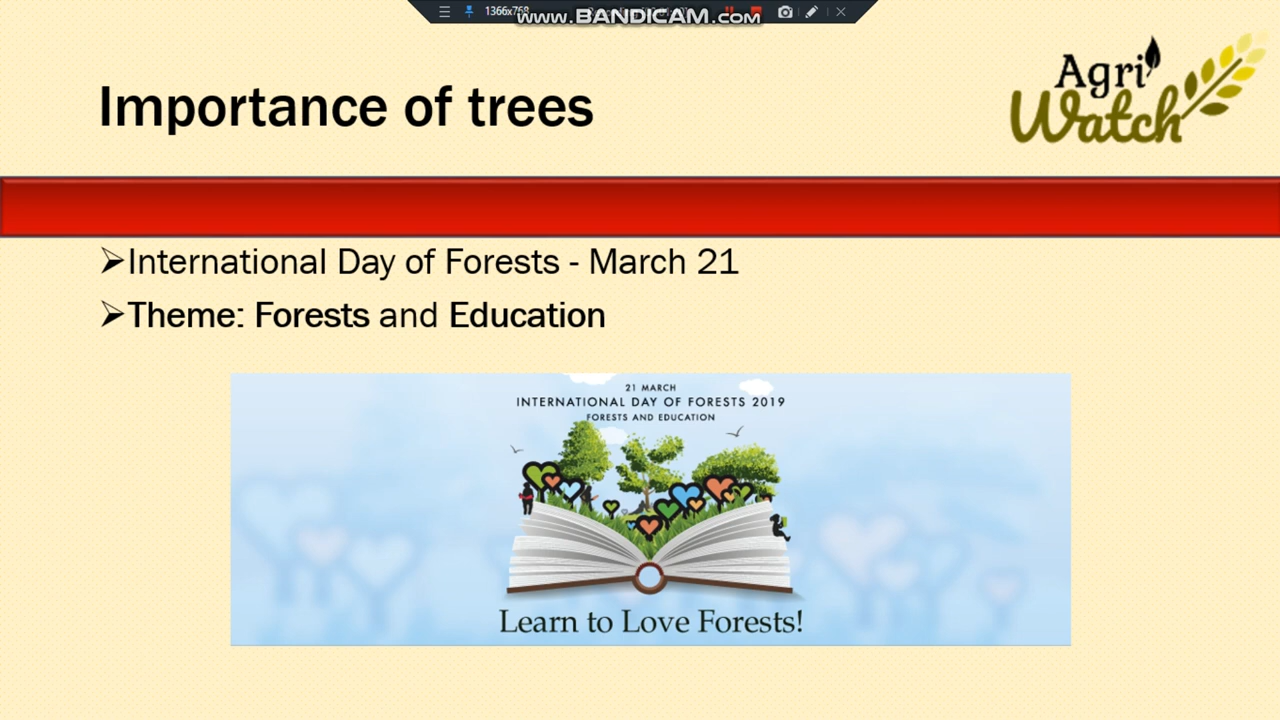 1366x768
www.BANDICAM.com
Importance of trees
Agri
Watch
➢International Day of Forests - March 21
➢Theme: Forests and Education
21 MARCH
INTERNATIONAL DAY OF FORESTS 2019
FORESTS AND EDUCATION
Learn to Love Forests!